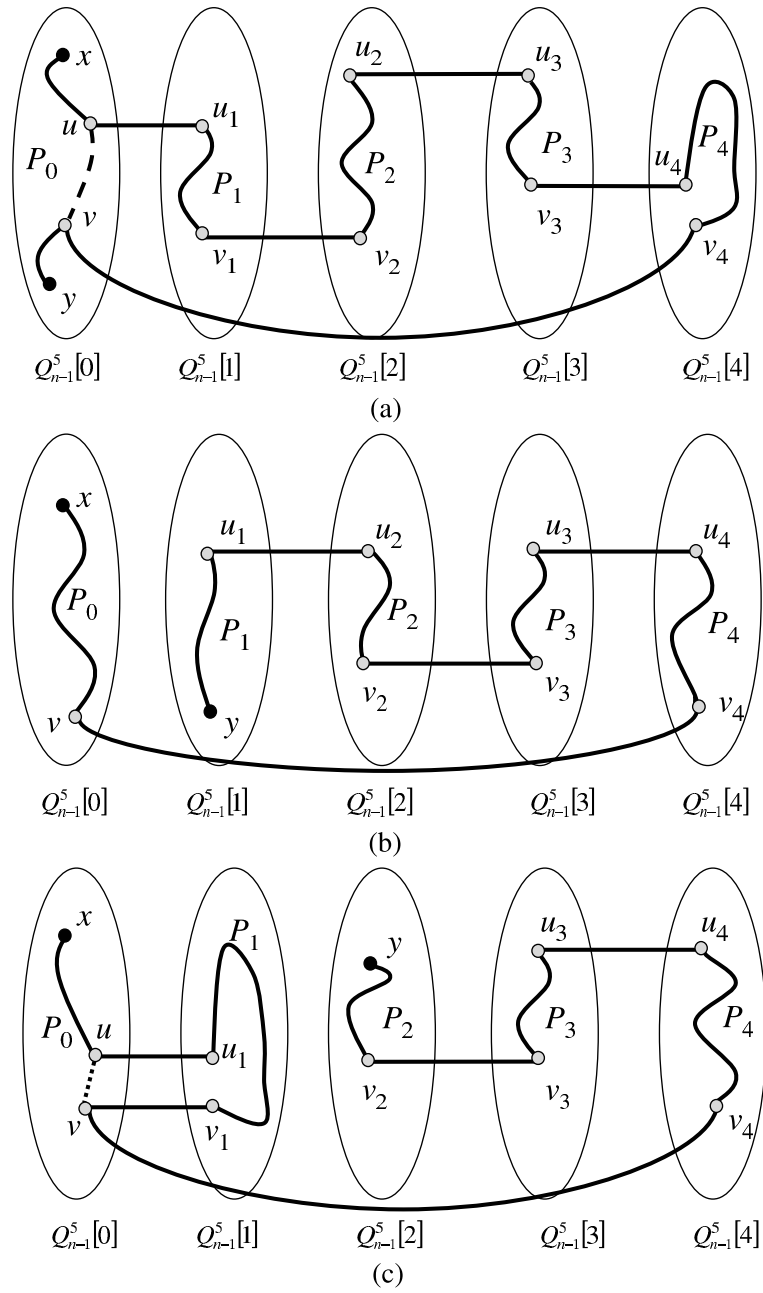 x u₂ u₃
u u₁ P₄
P₀ P₁ P₂ P₃ u₄
v v₁ v₂ v₃ v₄
y
Q⁵ₙ₋₁[0] Q⁵ₙ₋₁[1] Q⁵ₙ₋₁[2] Q⁵ₙ₋₁[3] Q⁵ₙ₋₁[4]
(a)
x u₁ u₂ u₃ u₄
P₀ P₁ P₂ P₃ P₄
v y v₂ v₃ v₄
Q⁵ₙ₋₁[0] Q⁵ₙ₋₁[1] Q⁵ₙ₋₁[2] Q⁵ₙ₋₁[3] Q⁵ₙ₋₁[4]
(b)
x P₁ y u₃ u₄
P₀ u u₁ P₂ P₃ P₄
v v₁ v₂ v₃ v₄
Q⁵ₙ₋₁[0] Q⁵ₙ₋₁[1] Q⁵ₙ₋₁[2] Q⁵ₙ₋₁[3] Q⁵ₙ₋₁[4]
(c)